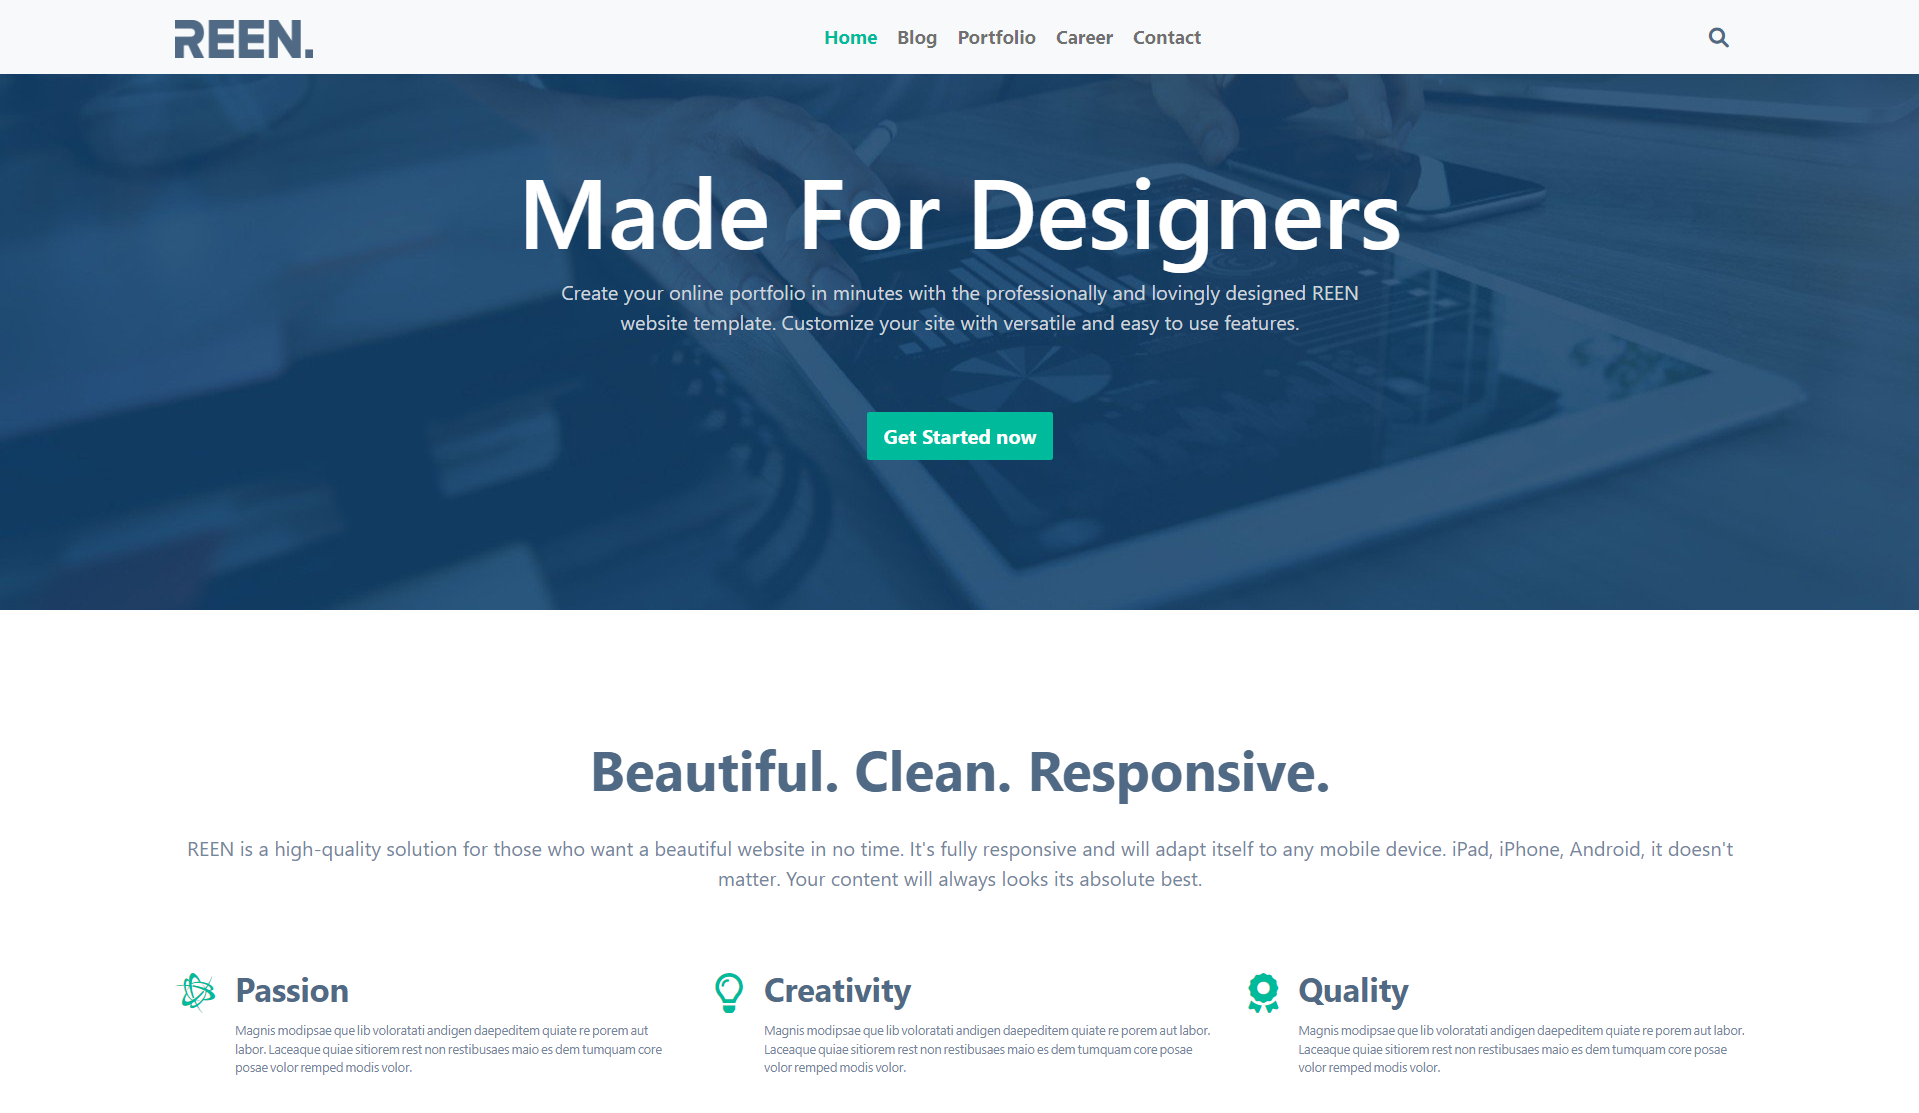 REEN.
Home Blog Portfolio Career Contact
Made For Designers
Create your online portfolio in minutes with the professionally and lovingly designed REEN
website template. Customize your site with versatile and easy to use features.
Get Started now
Beautiful. Clean. Responsive.
REEN is a high-quality solution for those who want a beautiful website in no time. It's fully responsive and will adapt itself to any mobile device. iPad, iPhone, Android, it doesn't
matter. Your content will always looks its absolute best.
Passion
Magnis modipsae que lib voloratati andigen daepeditem quiate re porem aut
labor. Laceaque quiae sitiorem rest non restibusaes maio es dem tumquam core
posae volor remped modis volor.
Creativity
Magnis modipsae que lib voloratati andigen daepeditem quiate re porem aut labor.
Laceaque quiae sitiorem rest non restibusaes maio es dem tumquam core posae
volor remped modis volor.
Quality
Magnis modipsae que lib voloratati andigen daepeditem quiate re porem aut labor.
Laceaque quiae sitiorem rest non restibusaes maio es dem tumquam core posae
volor remped modis volor.